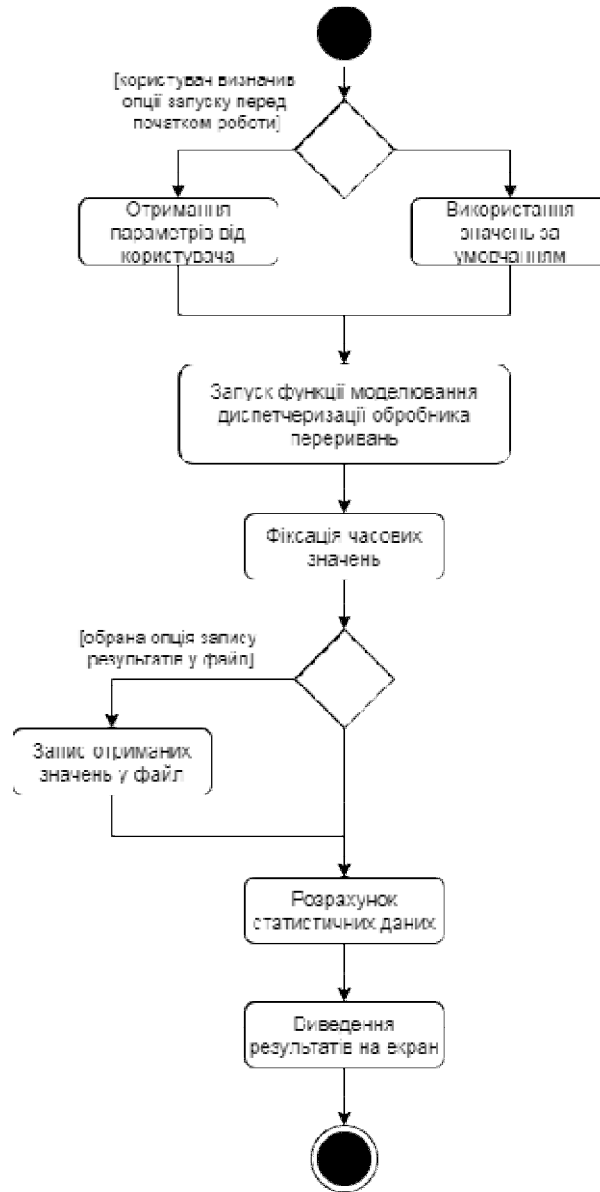 [користувач визначив
опції запуску перед
початком роботи]
Отримання
параметрів від
користувача
Використання
значень за
умовчанням
Запуск функції моделювання
диспетчеризації обробника
переривань
Фіксація часових
значень
[обрана опція запису
результатів у файл]
Запис отриманих
значень у файл
Розрахунок
статистичних даних
Виведення
результатів на екран